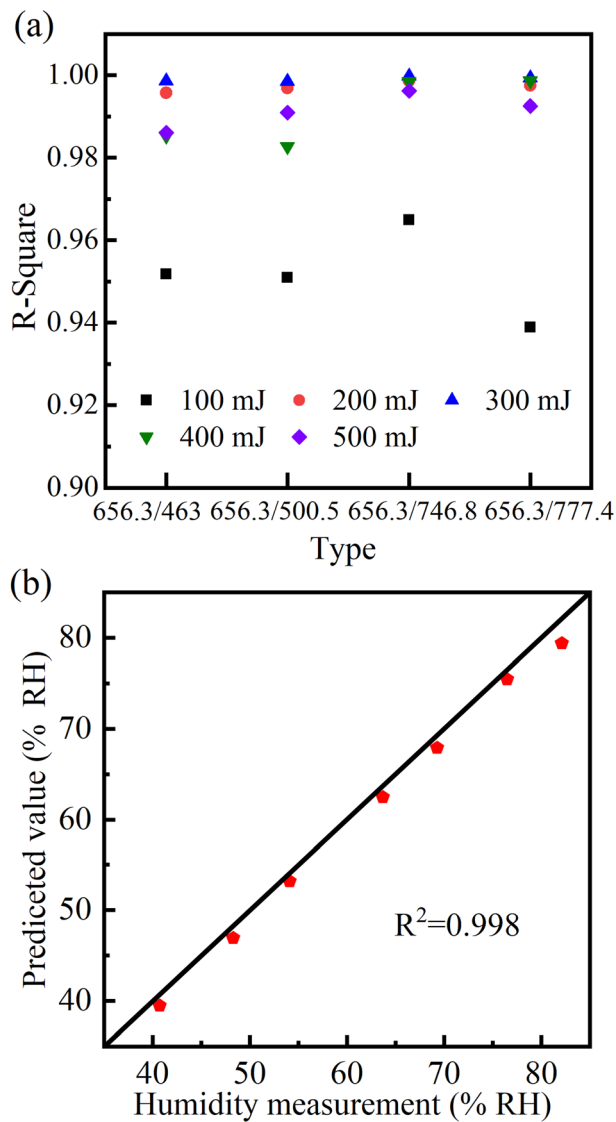 (a)
1.00
0.98
0.96
0.94
0.92
0.90
R-Square
100 mJ 200 mJ 300 mJ
400 mJ 500 mJ
656.3/463 656.3/500.5 656.3/746.8 656.3/777.4
Type
(b)
80
70
60
50
40
Prediceted value (% RH)
R²=0.998
40 50 60 70 80
Humidity measurement (% RH)